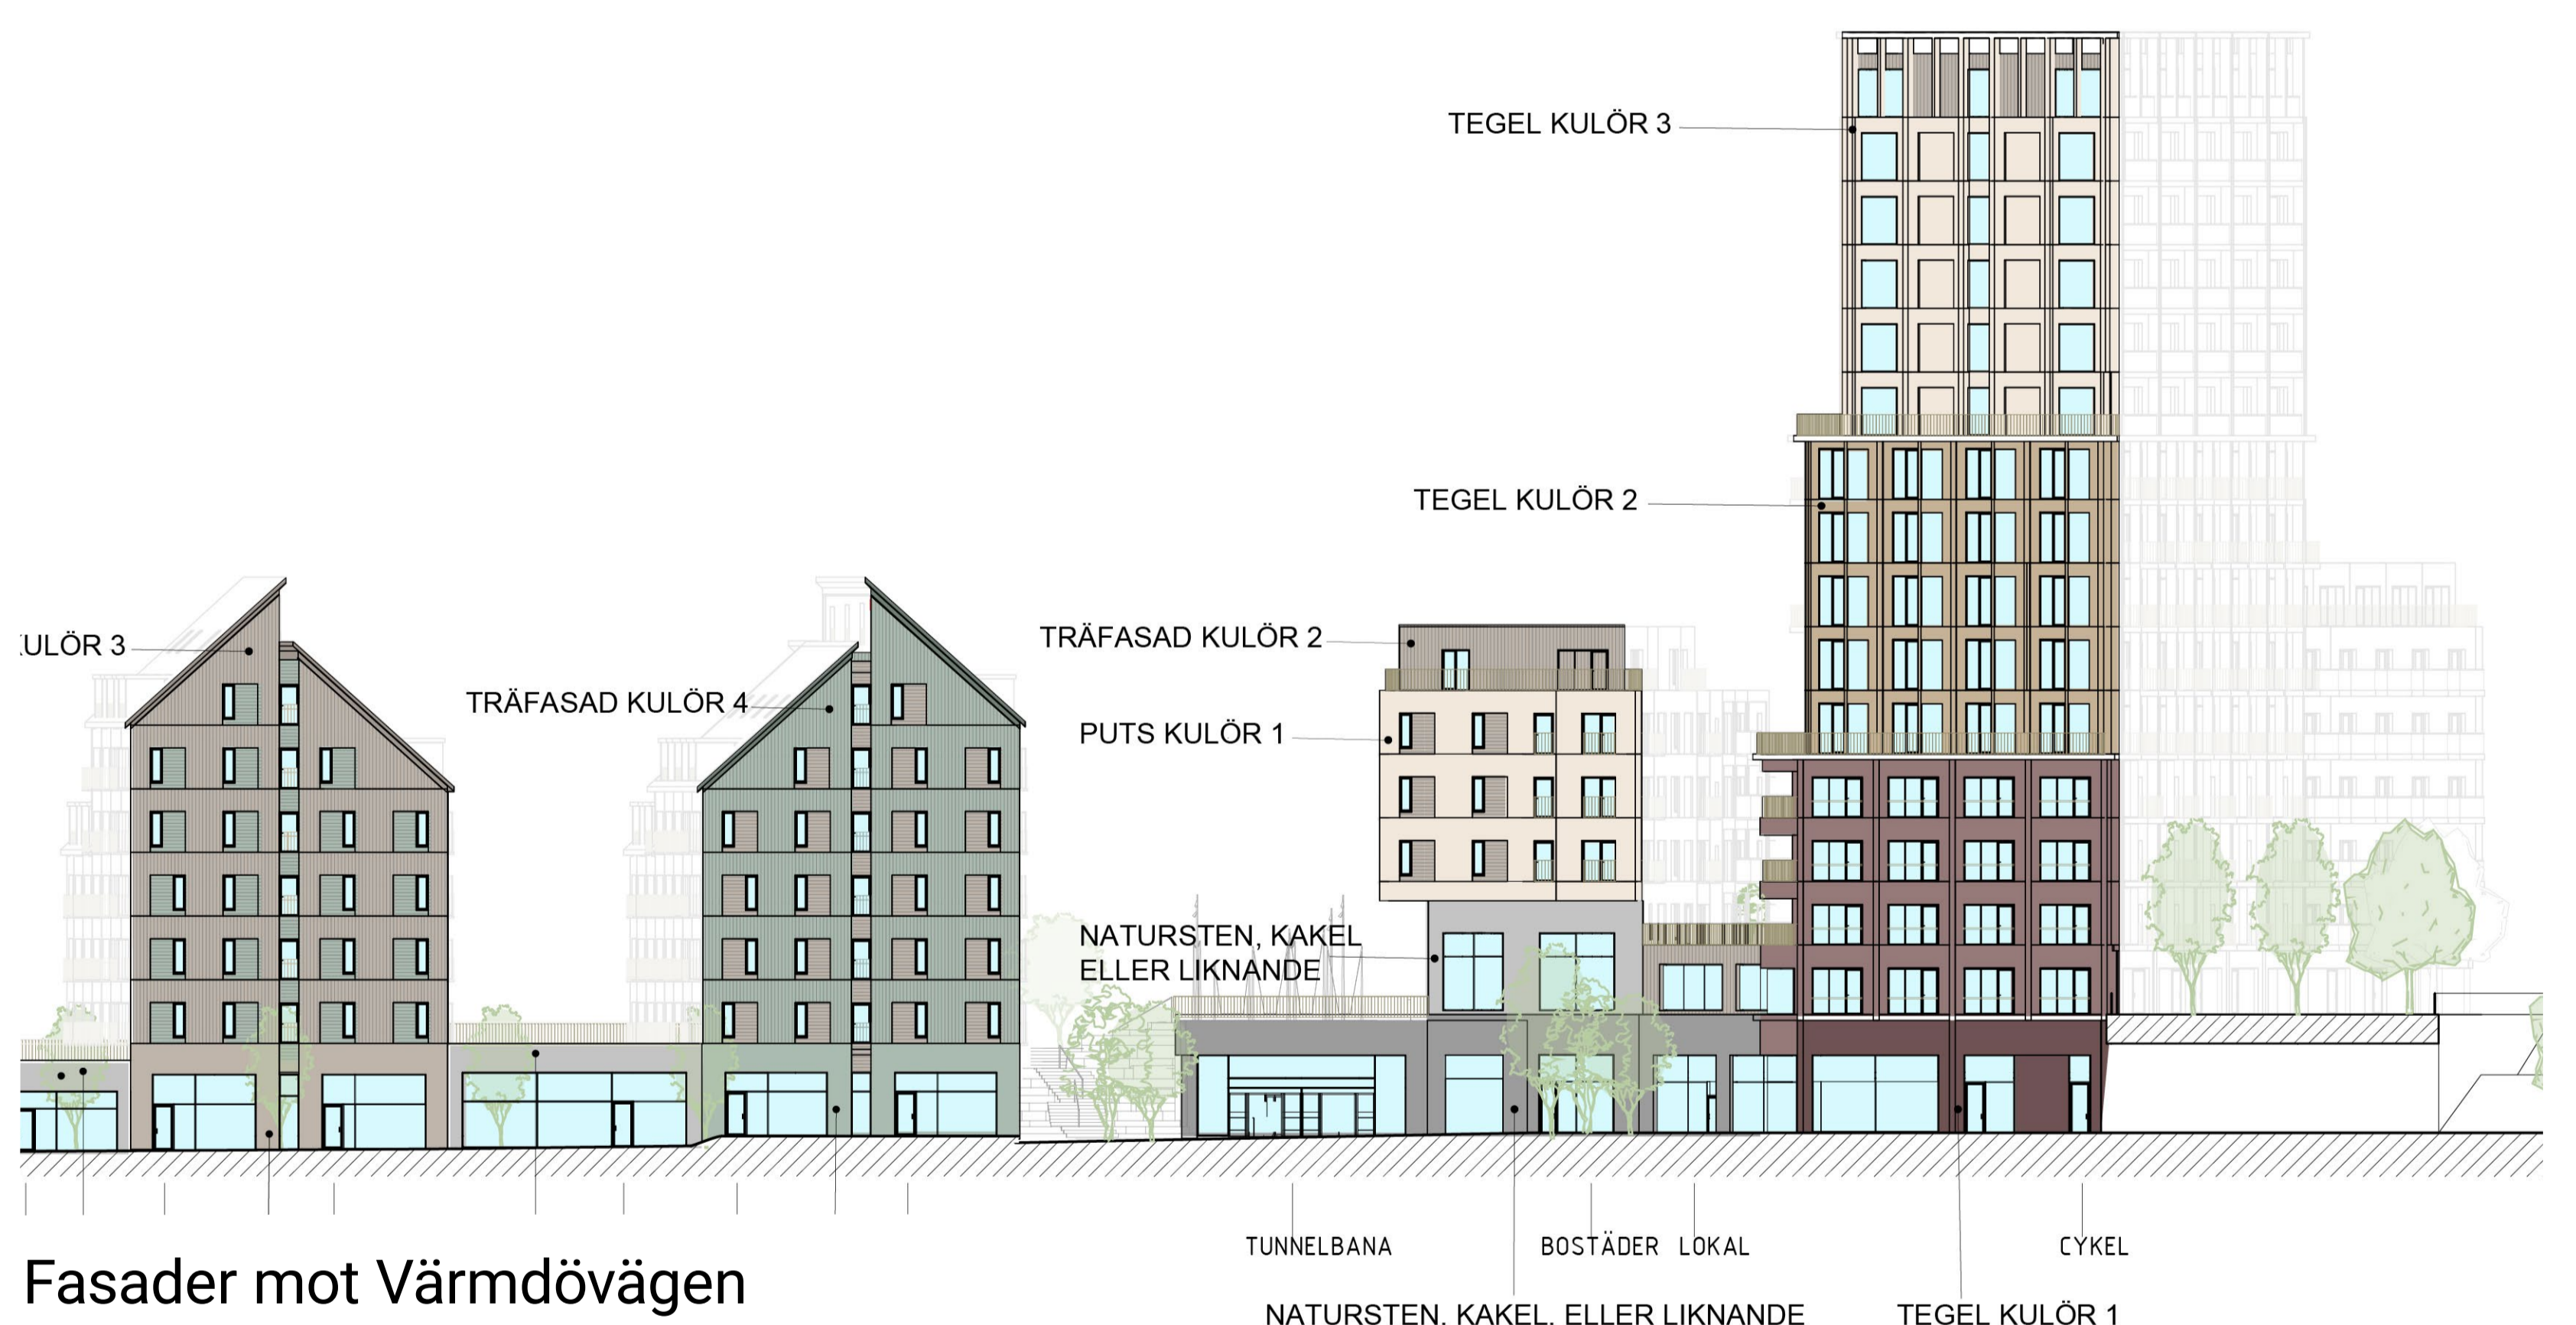 TEGEL KULÖR 3
TEGEL KULÖR 2
KULÖR 3
TRÄFASAD KULÖR 4
TRÄFASAD KULÖR 2
PUTS KULÖR 1
NATURSTEN, KAKEL
ELLER LIKNANDE
TUNNELBANA
BOSTÄDER
LOKAL
CYKEL
NATURSTEN, KAKEL, ELLER LIKNANDE
TEGEL KULÖR 1
Fasader mot Värmdövägen